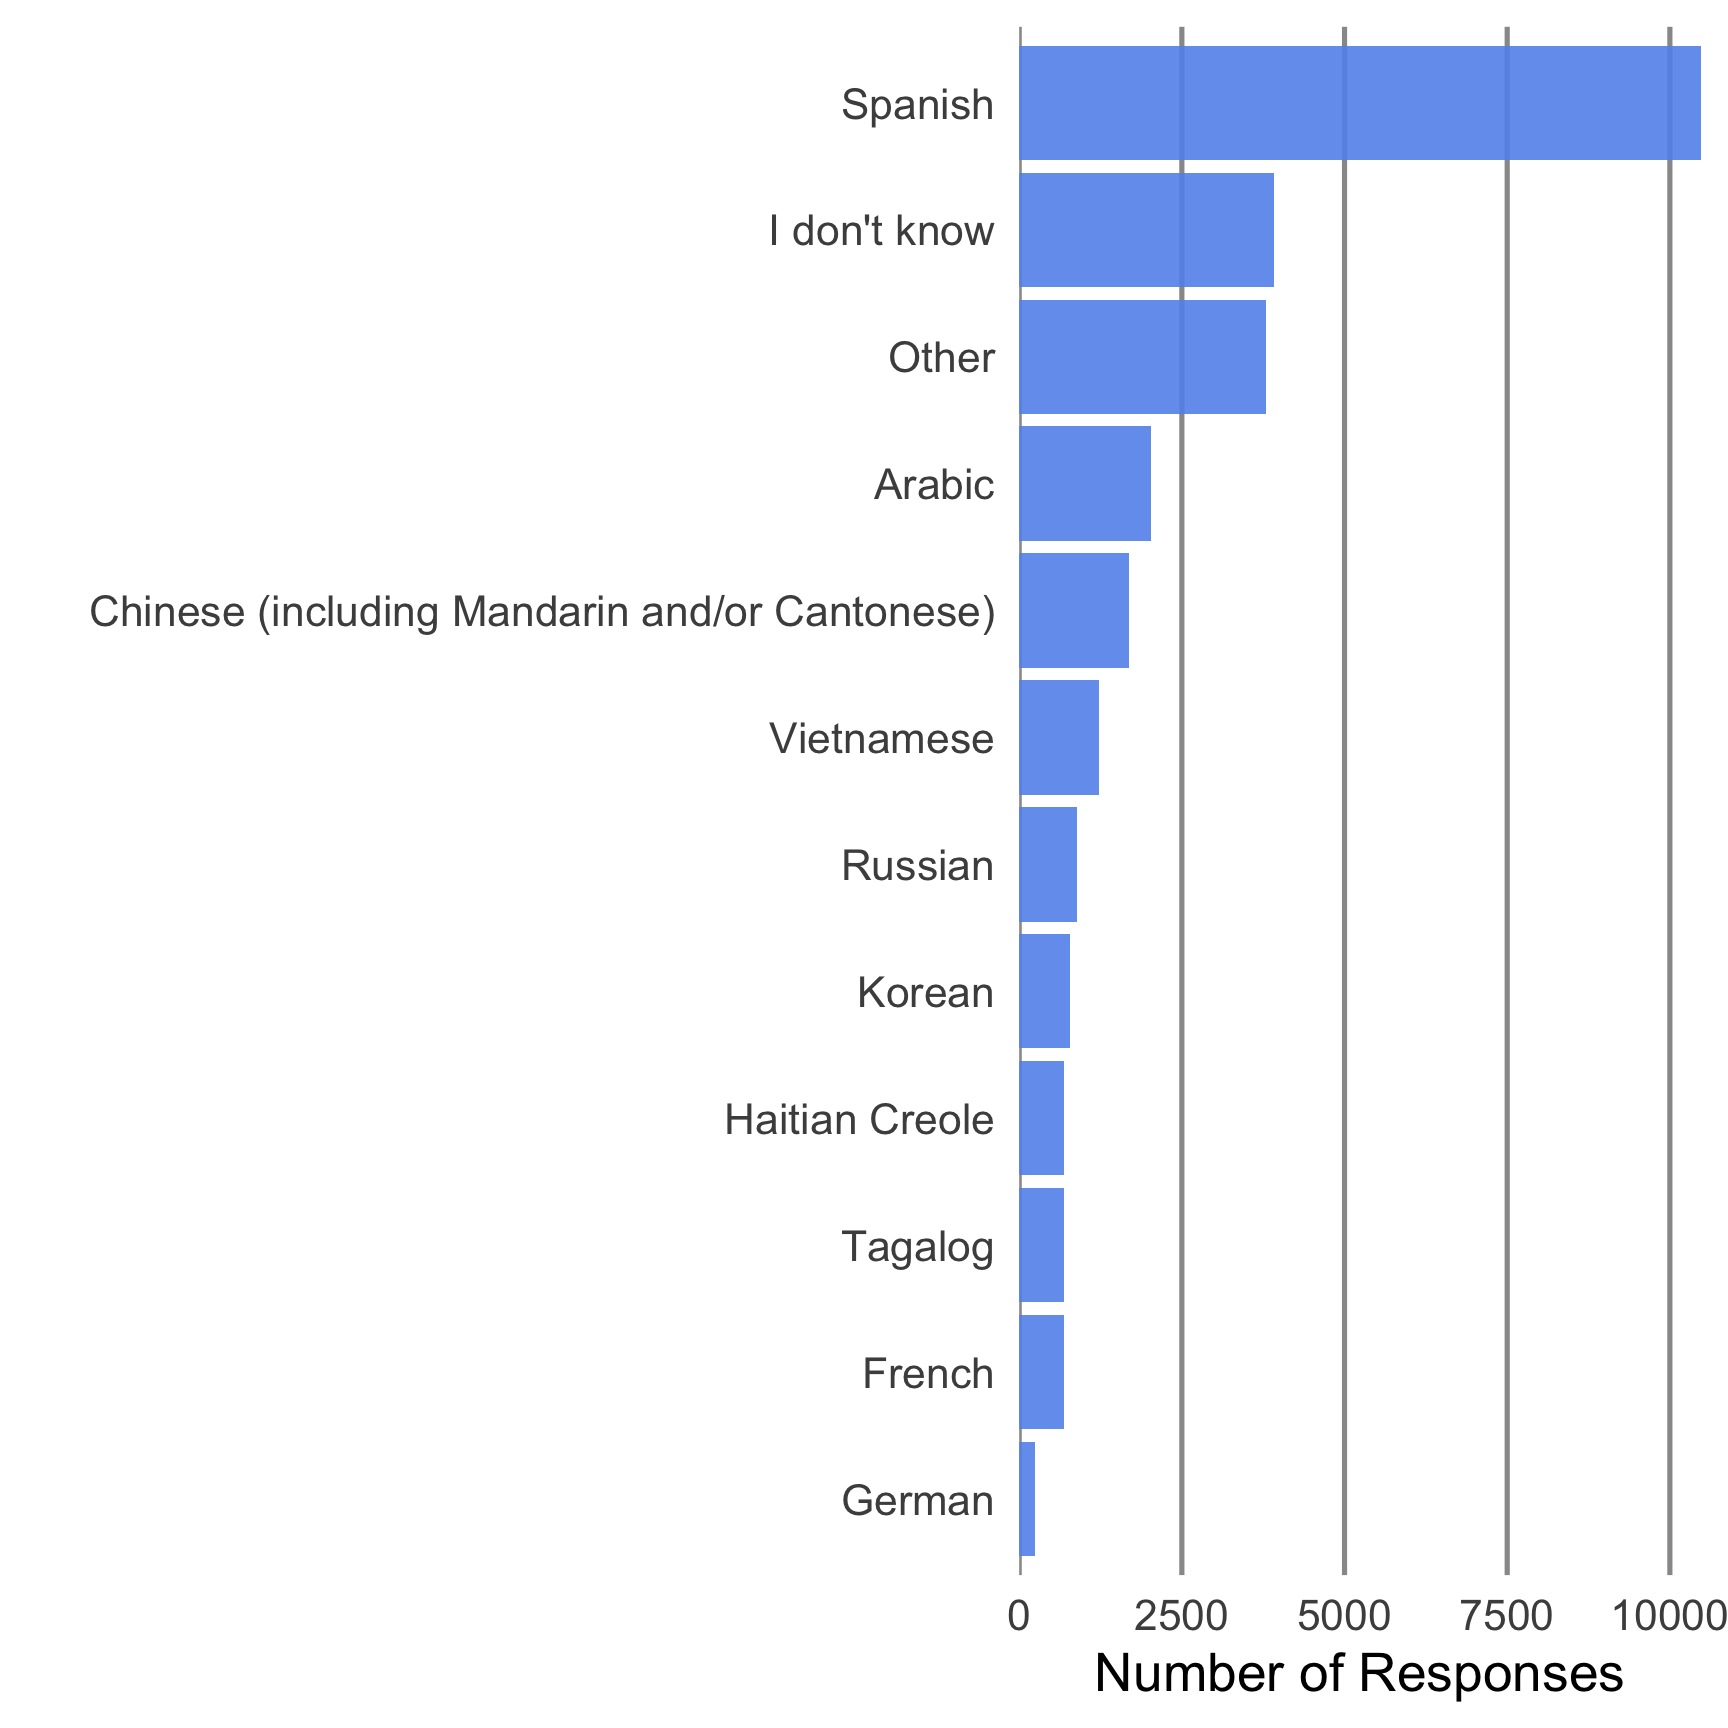 Spanish
I don't know
Other
Arabic
Chinese (including Mandarin and/or Cantonese)
Vietnamese
Russian
Korean
Haitian Creole
Tagalog
French
German
0 2500 5000 7500 10000
Number of Responses